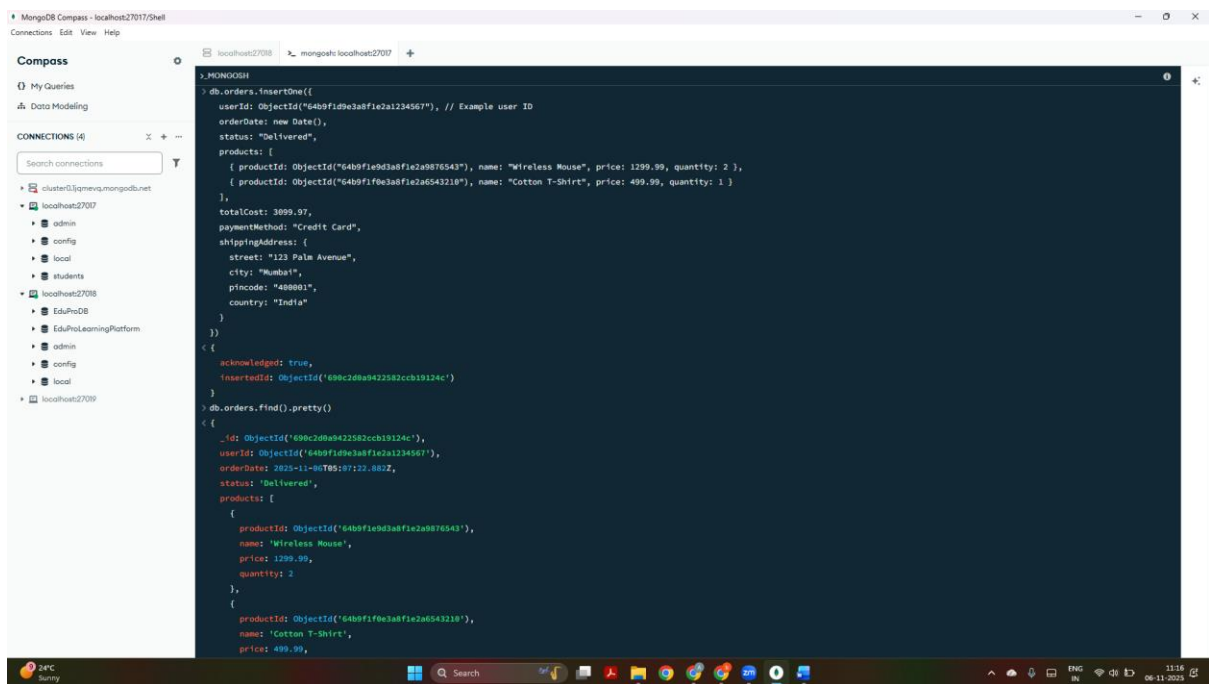 MongoDB Compass - localhost:27017/Shell
Connections Edit View Help
Compass
My Queries
Data Modeling
CONNECTIONS (4)
Search connections
cluster0.ljqmevq.mongodb.net
localhost:27017
admin
config
local
students
localhost:27018
EduProDB
EduProLearningPlatform
admin
config
local
localhost:27019
localhost:27018 >_ mongosh: localhost:27017 +
>_MONGOSH
> db.orders.insertOne({
userId: ObjectId("64b9f1d9e3a8f1e2a1234567"), // Example user ID
orderDate: new Date(),
status: "Delivered",
products: [
{ productId: ObjectId("64b9f1e9d3a8f1e2a9876543"), name: "Wireless Mouse", price: 1299.99, quantity: 2 },
{ productId: ObjectId("64b9f1f0e3a8f1e2a6543210"), name: "Cotton T-Shirt", price: 499.99, quantity: 1 }
],
totalCost: 3099.97,
paymentMethod: "Credit Card",
shippingAddress: {
street: "123 Palm Avenue",
city: "Mumbai",
pincode: "400001",
country: "India"
}
})
< {
acknowledged: true,
insertedId: ObjectId('690c2d0a9422582ccb19124c')
}
> db.orders.find().pretty()
< {
_id: ObjectId('690c2d0a9422582ccb19124c'),
userId: ObjectId('64b9f1d9e3a8f1e2a1234567'),
orderDate: 2025-11-06T05:07:22.882Z,
status: 'Delivered',
products: [
{
productId: ObjectId('64b9f1e9d3a8f1e2a9876543'),
name: 'Wireless Mouse',
price: 1299.99,
quantity: 2
},
{
productId: ObjectId('64b9f1f0e3a8f1e2a6543210'),
name: 'Cotton T-Shirt',
price: 499.99,
9
24°C
Sunny
Search
zm
ENG
IN
11:16
06-11-2025